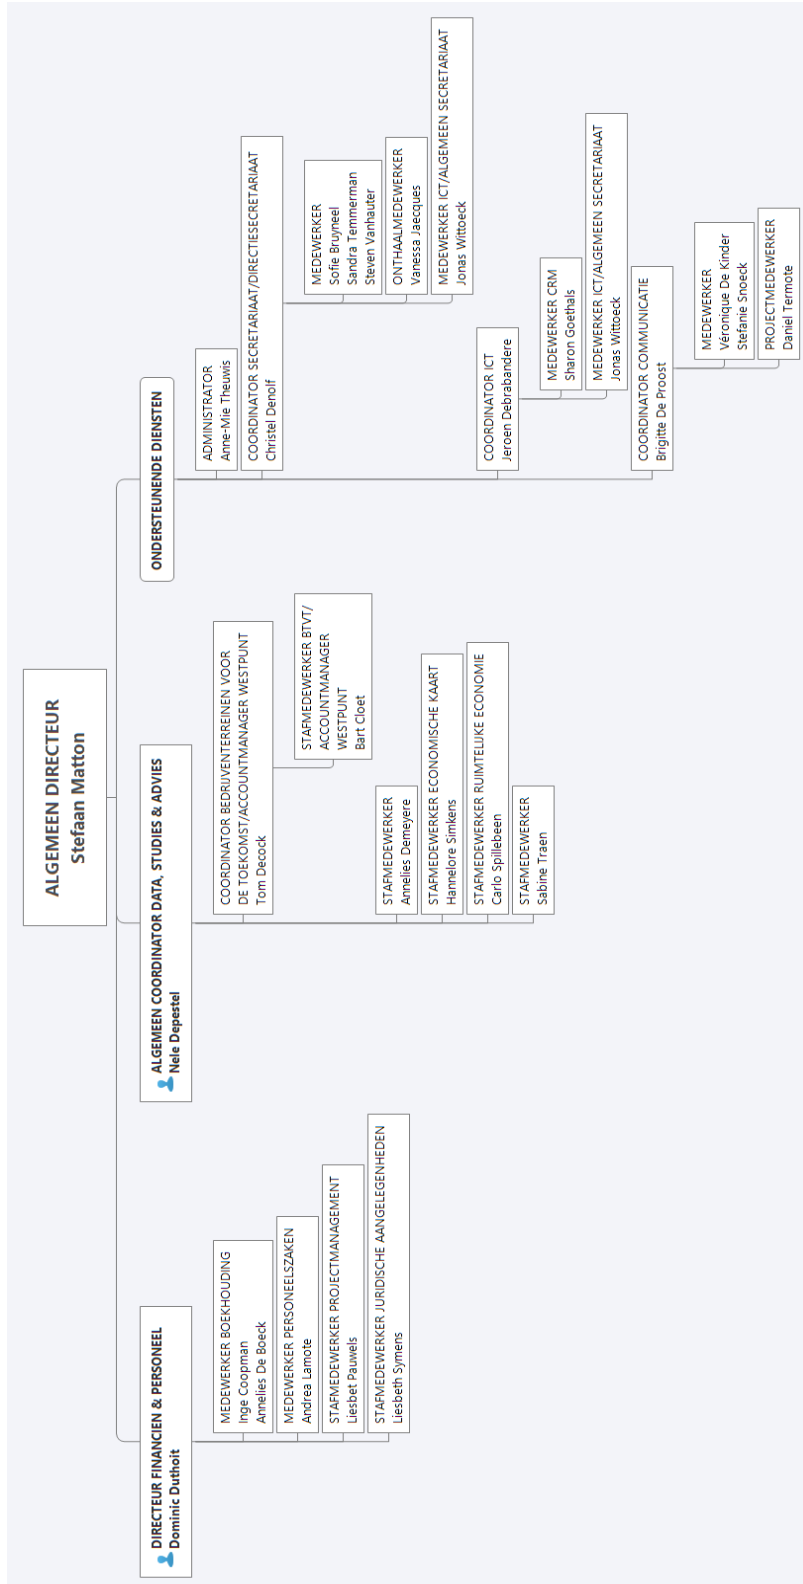 ALGEMEEN DIRECTEUR
Stefaan Matton
DIRECTEUR FINANCIEN & PERSONEEL
Dominic Duthoit
MEDEWERKER BOEKHOUDING
Inge Coopman
Annelies De Boeck
MEDEWERKER PERSONEELSZAKEN
Andrea Lamote
STAFMEDEWERKER PROJECTMANAGEMENT
Liesbet Pauwels
STAFMEDEWERKER JURIDISCHE AANGELEGENHEDEN
Liesbeth Symens
ALGEMEEN COORDINATOR DATA, STUDIES & ADVIES
Nele Depestel
COORDINATOR BEDRIJVENTERREINEN VOOR
DE TOEKOMST/ACCOUNTMANAGER WESTPUNT
Tom Decock
STAFMEDEWERKER BTVT/
ACCOUNTMANAGER
WESTPUNT
Bart Cloet
STAFMEDEWERKER
Annelies Demeyere
STAFMEDEWERKER ECONOMISCHE KAART
Hannelore Simkens
STAFMEDEWERKER RUIMTELIJKE ECONOMIE
Carlo Spillebeen
STAFMEDEWERKER
Sabine Traen
ONDERSTEUNENDE DIENSTEN
ADMINISTRATOR
Anne-Mie Theuwis
COORDINATOR SECRETARIAAT/DIRECTIESECRETARIAAT
Christel Denolf
MEDEWERKER
Sofie Bruyneel
Sandra Temmerman
Steven Vanhauter
ONTHAALMEDEWERKER
Vanessa Jaecques
MEDEWERKER ICT/ALGEMEEN SECRETARIAAT
Jonas Wittoeck
COORDINATOR ICT
Jeroen Debrabandere
MEDEWERKER CRM
Sharon Goethals
MEDEWERKER ICT/ALGEMEEN SECRETARIAAT
Jonas Wittoeck
COORDINATOR COMMUNICATIE
Brigitte De Proost
MEDEWERKER
Véronique De Kinder
Stefanie Snoeck
PROJECTMEDEWERKER
Daniel Termote